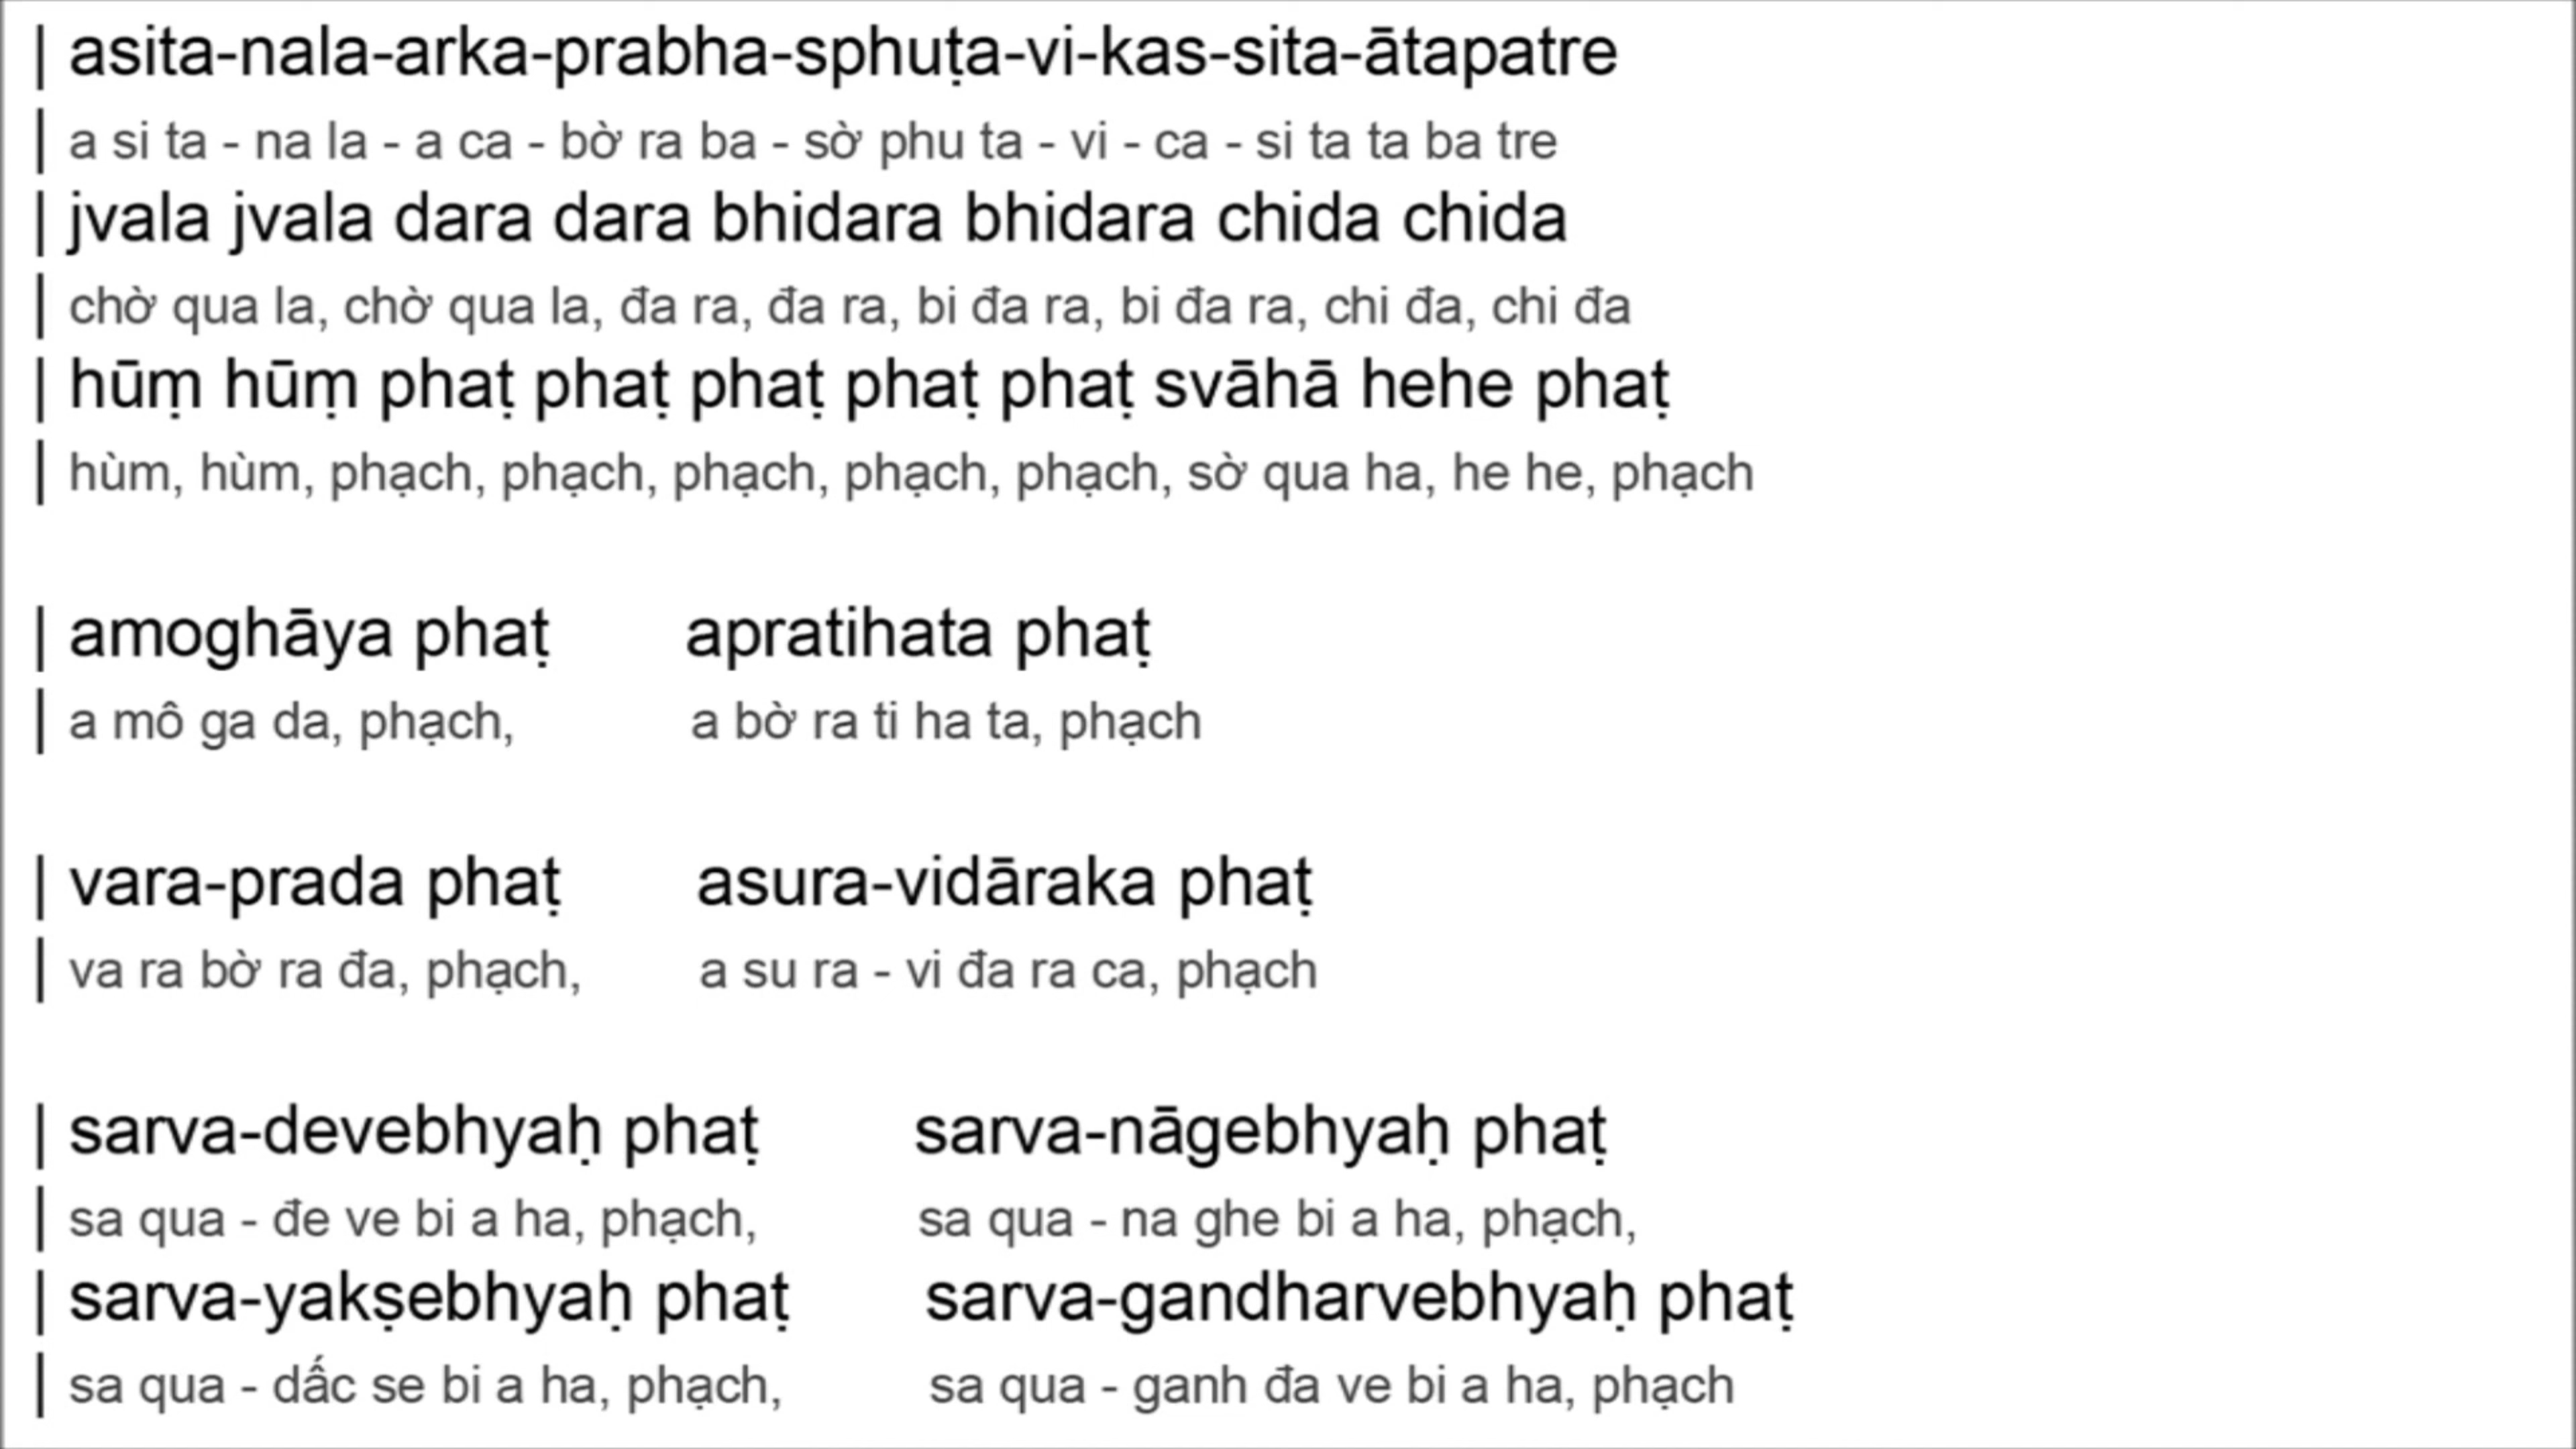 | asita-nala-arka-prabha-sphuṭa-vi-kas-sita-ātapatre
| a si ta - na la - a ca - bờ ra ba - sờ phu ta - vi - ca - si ta ta ba tre
| jvala jvala dara dara bhidara bhidara chida chida
| chờ qua la, chờ qua la, đa ra, đa ra, bi đa ra, bi đa ra, chi đa, chi đa
| hūṃ hūṃ phaṭ phaṭ phaṭ phaṭ phaṭ svāhā hehe phaṭ
| hùm, hùm, phạch, phạch, phạch, phạch, phạch, sờ qua ha, he he, phạch
| amoghāya phaṭ apratihata phaṭ
| a mô ga da, phạch, a bờ ra ti ha ta, phạch
| vara-prada phaṭ asura-vidāraka phaṭ
| va ra bờ ra đa, phạch, a su ra - vi đa ra ca, phạch
| sarva-devebhyaḥ phaṭ sarva-nāgebhyaḥ phaṭ
| sa qua - đe ve bi a ha, phạch, sa qua - na ghe bi a ha, phạch,
| sarva-yakṣebhyaḥ phaṭ sarva-gandharvebhyaḥ phaṭ
| sa qua - dấc se bi a ha, phạch, sa qua - ganh đa ve bi a ha, phạch